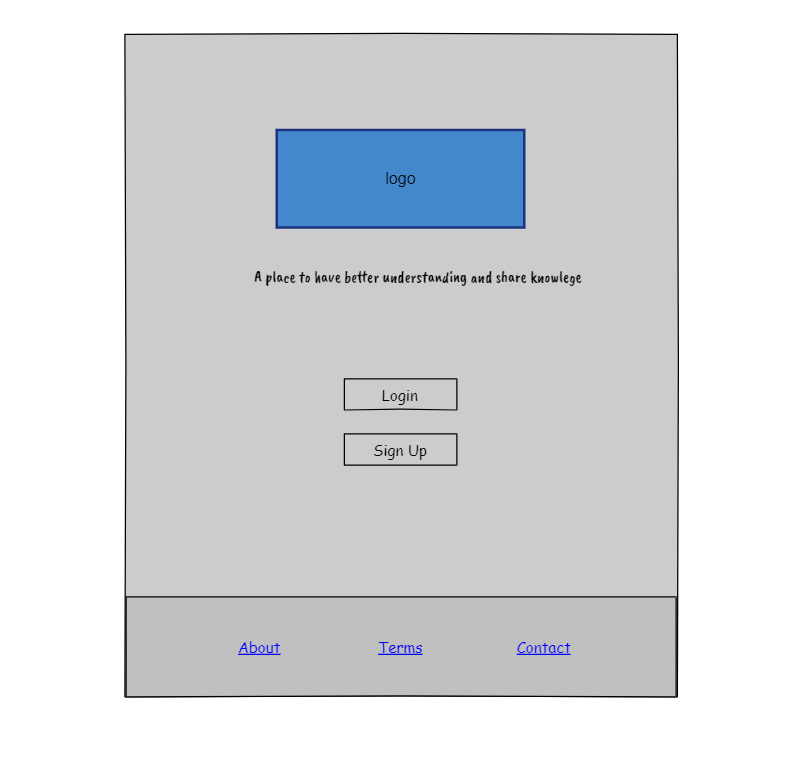 logo
A place to have better understanding and share knowlege
Login
Sign Up
About Terms Contact